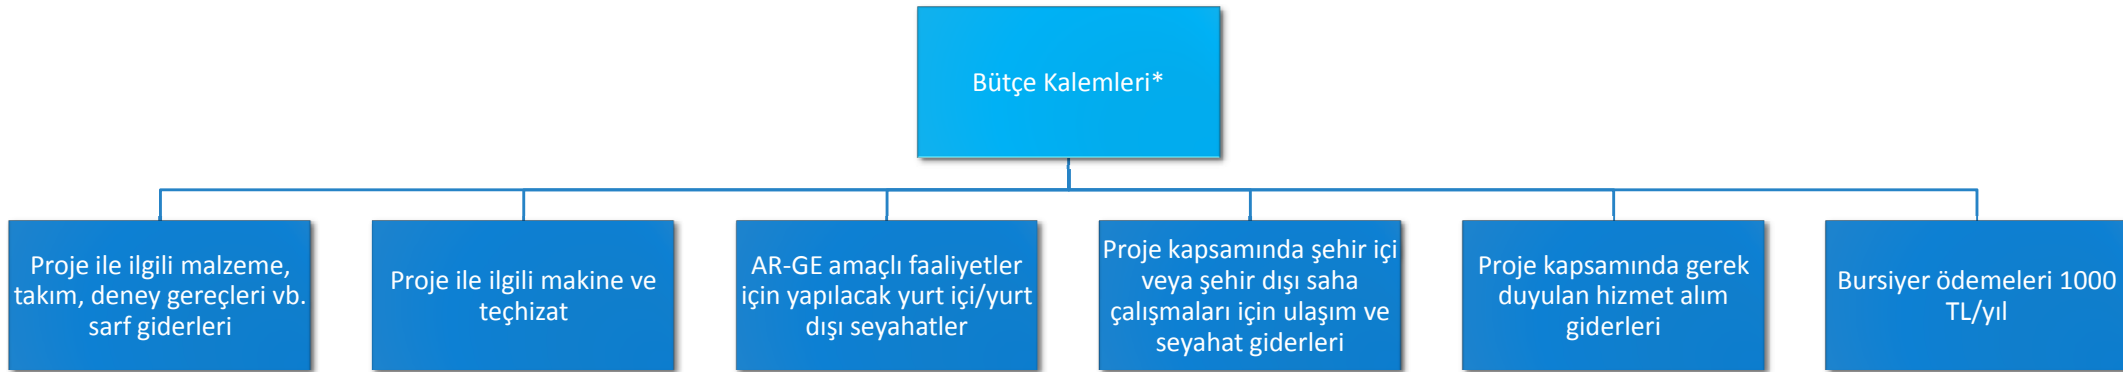 Bütçe Kalemleri*
Proje ile ilgili malzeme,
takım, deney gereçleri vb.
sarf giderleri
Proje ile ilgili makine ve
teçhizat
AR-GE amaçlı faaliyetler
için yapılacak yurt içi/yurt
dışı seyahatler
Proje kapsamında şehir içi
veya şehir dışı saha
çalışmaları için ulaşım ve
seyahat giderleri
Proje kapsamında gerek
duyulan hizmet alım
giderleri
Bursiyer ödemeleri 1000
TL/yıl